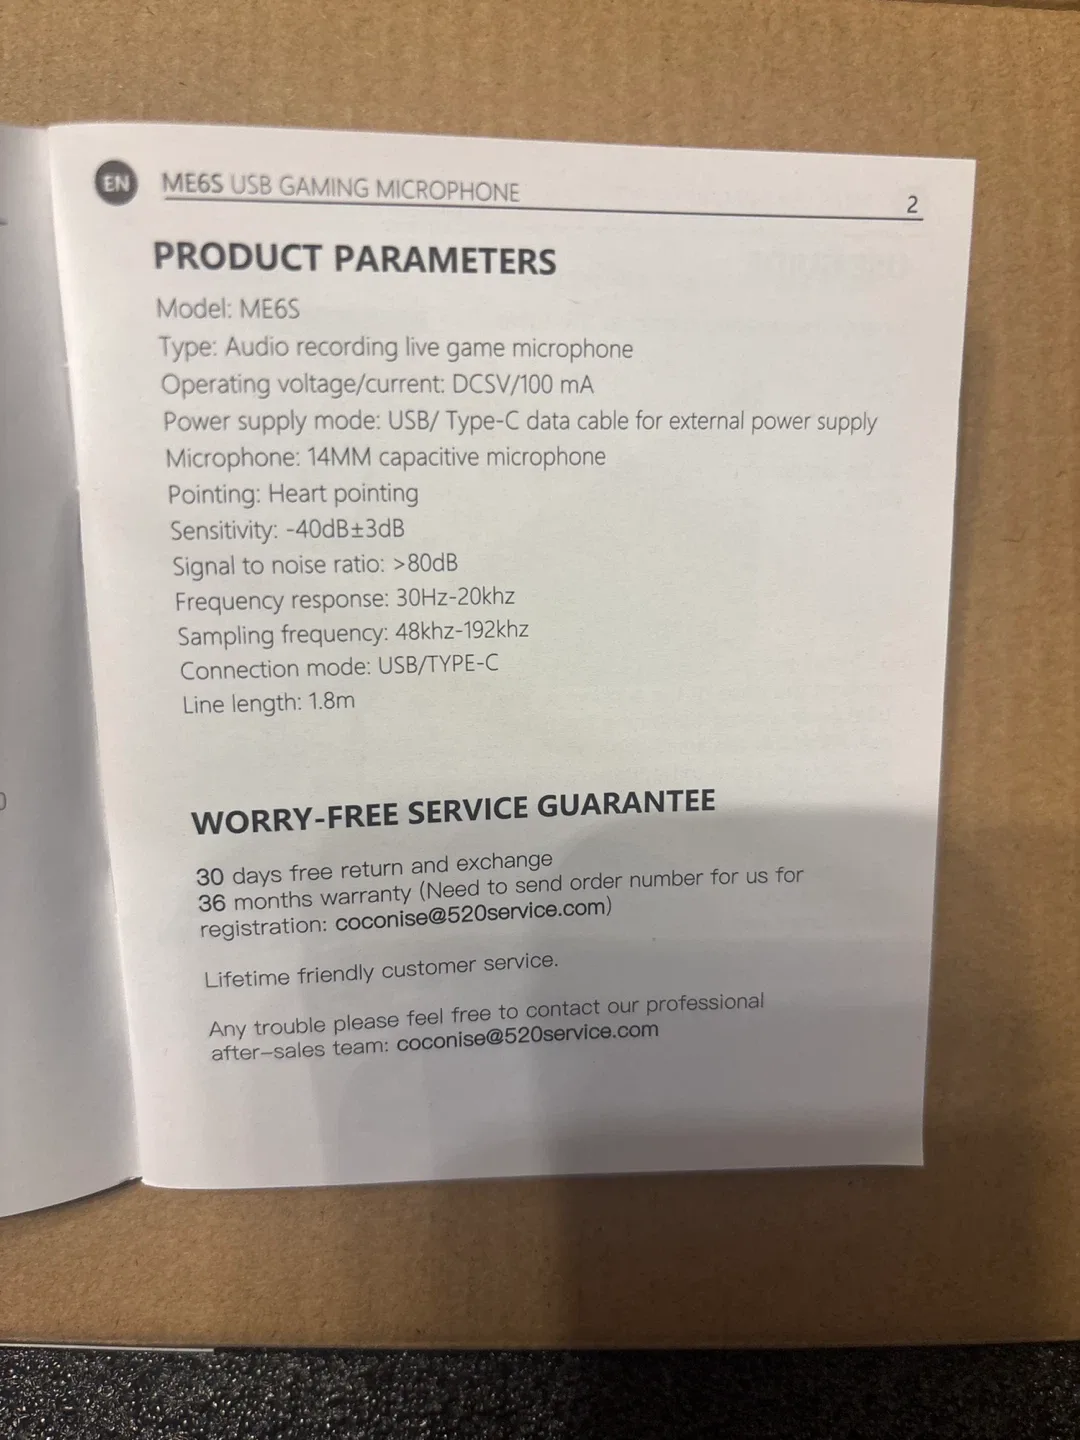 EN
ME6S USB GAMING MICROPHONE
2
PRODUCT PARAMETERS
Model: ME6S
Type: Audio recording live game microphone
Operating voltage/current: DCSV/100 mA
Power supply mode: USB/ Type-C data cable for external power supply
Microphone: 14MM capacitive microphone
Pointing: Heart pointing
Sensitivity: -40dB±3dB
Signal to noise ratio: >80dB
Frequency response: 30Hz-20khz
Sampling frequency: 48khz-192khz
Connection mode: USB/TYPE-C
Line length: 1.8m
WORRY-FREE SERVICE GUARANTEE
30 days free return and exchange
36 months warranty (Need to send order number for us for
registration: coconise@520service.com)
Lifetime friendly customer service.
Any trouble please feel free to contact our professional
after-sales team: coconise@520service.com